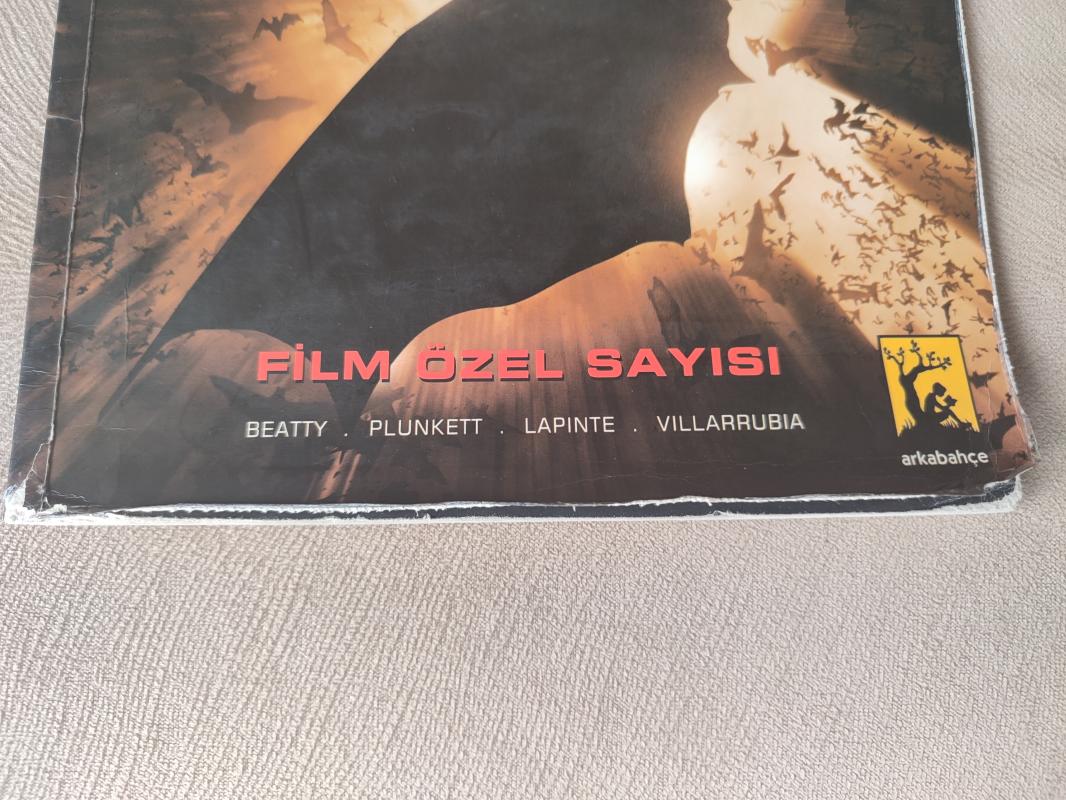 FİLM ÖZEL SAYISI
BEATTY . PLUNKETT . LAPINTE . VILLARRUBIA
arkabahçe